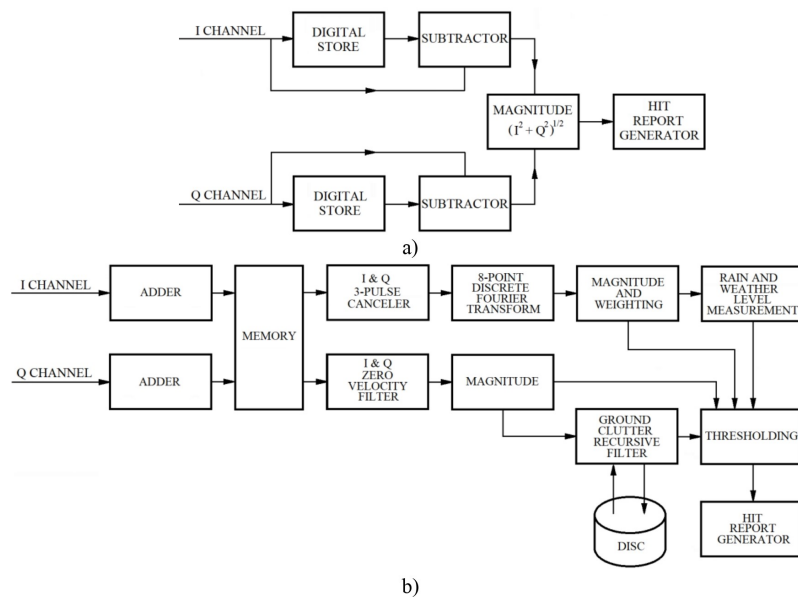 I CHANNEL
DIGITAL
STORE
SUBTRACTOR
MAGNITUDE
(I² + Q²)^1/2
HIT
REPORT
GENERATOR
Q CHANNEL
DIGITAL
STORE
SUBTRACTOR
a)
I CHANNEL
ADDER
MEMORY
I & Q
3-PULSE
CANCELER
8-POINT
DISCRETE
FOURIER
TRANSFORM
MAGNITUDE
AND
WEIGHTING
RAIN AND
WEATHER
LEVEL
MEASUREMENT
Q CHANNEL
ADDER
I & Q
ZERO
VELOCITY
FILTER
MAGNITUDE
GROUND
CLUTTER
RECURSIVE
FILTER
THRESHOLDING
DISC
HIT
REPORT
GENERATOR
b)